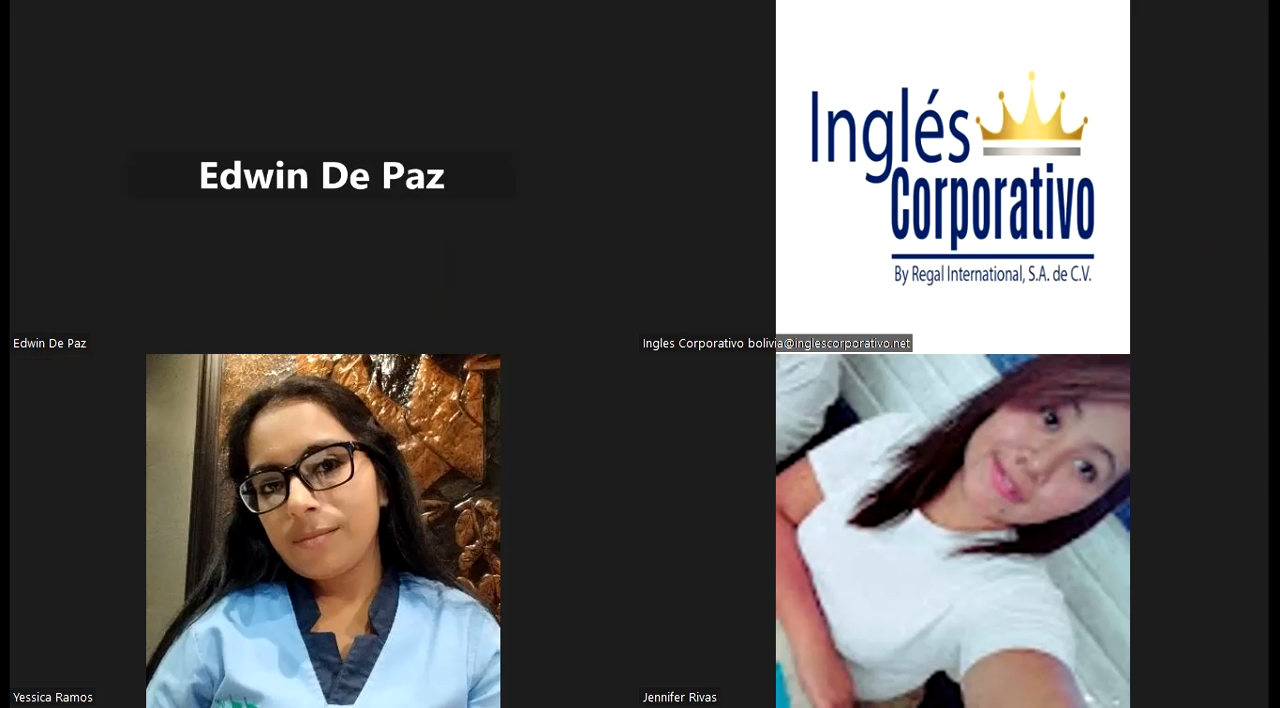 Edwin De Paz
Inglés
Corporativo
By Regal International, S.A. de C.V.
Edwin De Paz
Ingles Corporativo bolivia@inglescorporativo.net
Yessica Ramos
Jennifer Rivas